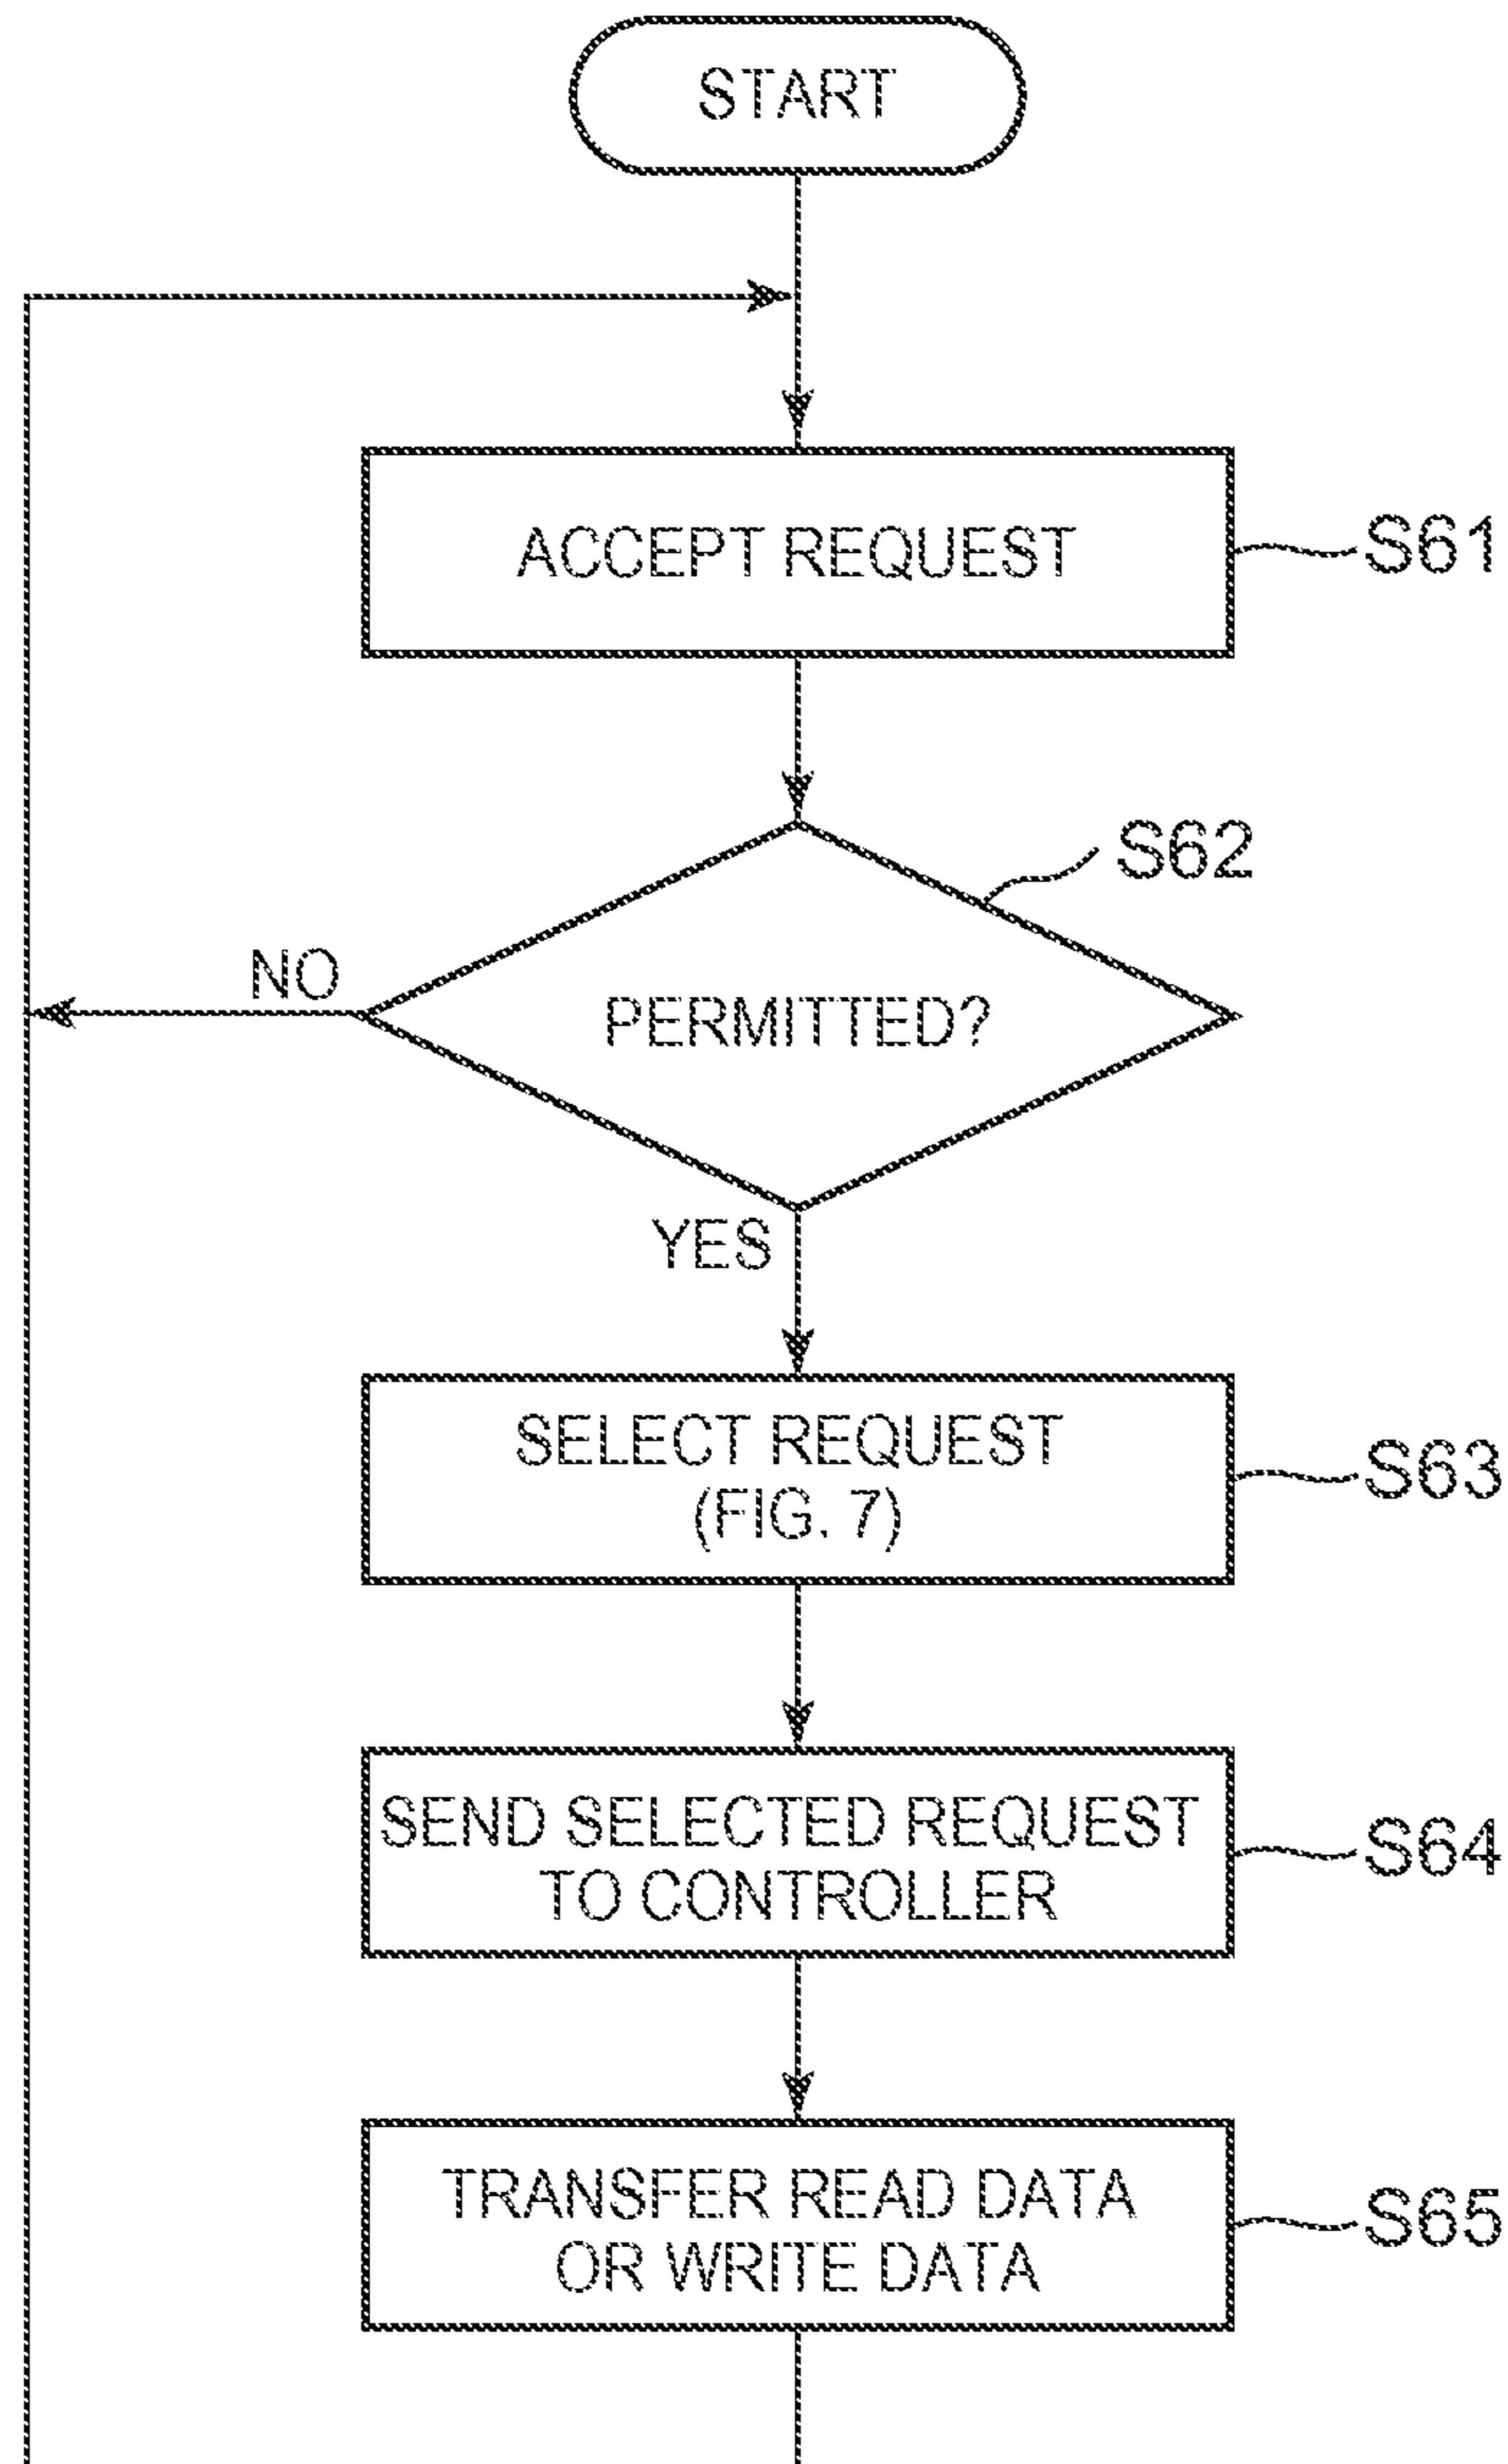 START
ACCEPT REQUEST
S61
S62
NO
PERMITTED?
YES
SELECT REQUEST
(FIG. 7)
S63
SEND SELECTED REQUEST
TO CONTROLLER
S64
TRANSFER READ DATA
OR WRITE DATA
S65